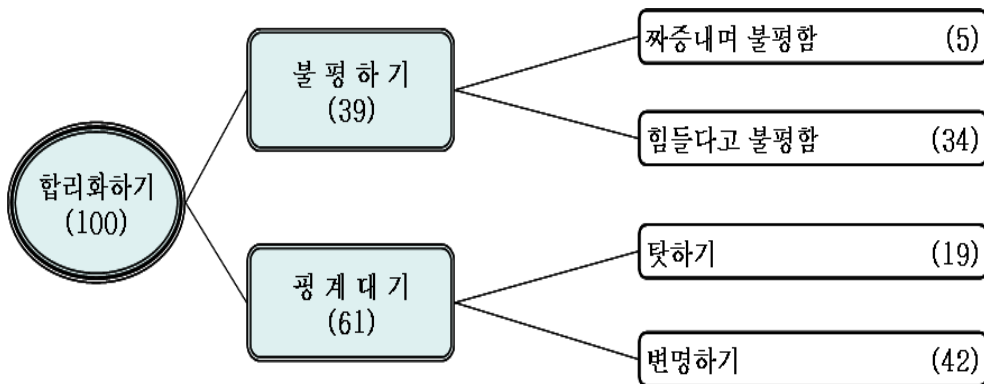 합리화하기
(100)
불 평 하 기
(39)
짜증내며 불평함 (5)
힘들다고 불평함 (34)
핑 계 대 기
(61)
탓하기 (19)
변명하기 (42)